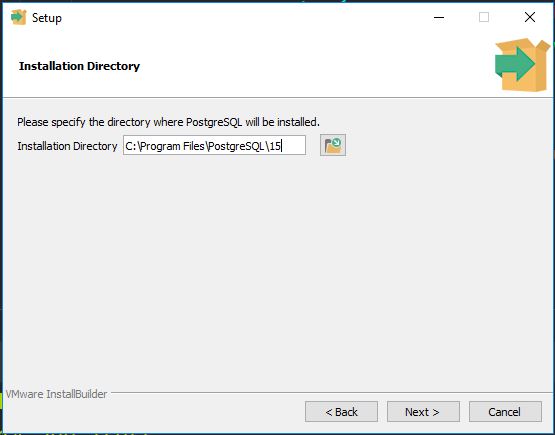 Setup
Installation Directory
Please specify the directory where PostgreSQL will be installed.
Installation Directory C:\Program Files\PostgreSQL\15
VMware InstallBuilder
< Back Next > Cancel